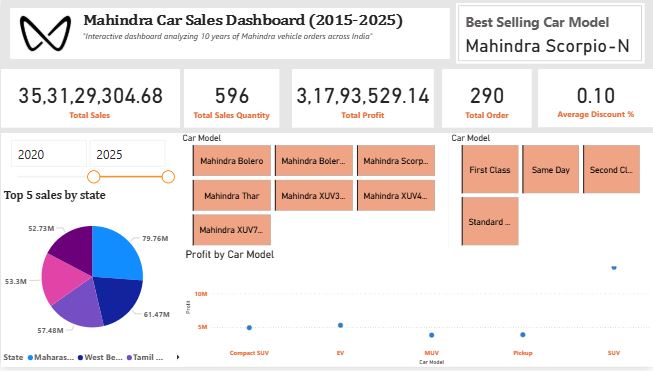 Mahindra Car Sales Dashboard (2015-2025)
"Interactive dashboard analyzing 10 years of Mahindra vehicle orders across India"
Best Selling Car Model
Mahindra Scorpio-N
35,31,29,304.68
Total Sales
596
Total Sales Quantity
3,17,93,529.14
Total Profit
290
Total Order
0.10
Average Discount %
2020
2025
Top 5 sales by state
52.73M
79.76M
53.3M
61.47M
57.48M
State Maharas... West Be... Tamil ...
Car Model
Mahindra Bolero
Mahindra Boler...
Mahindra Scorp...
Mahindra Thar
Mahindra XUV3...
Mahindra XUV4...
Mahindra XUV7...
Car Model
First Class
Same Day
Second Cl...
Standard ...
Profit by Car Model
Profit
10M
5M
Compact SUV
EV
MUV
Pickup
SUV
Car Model